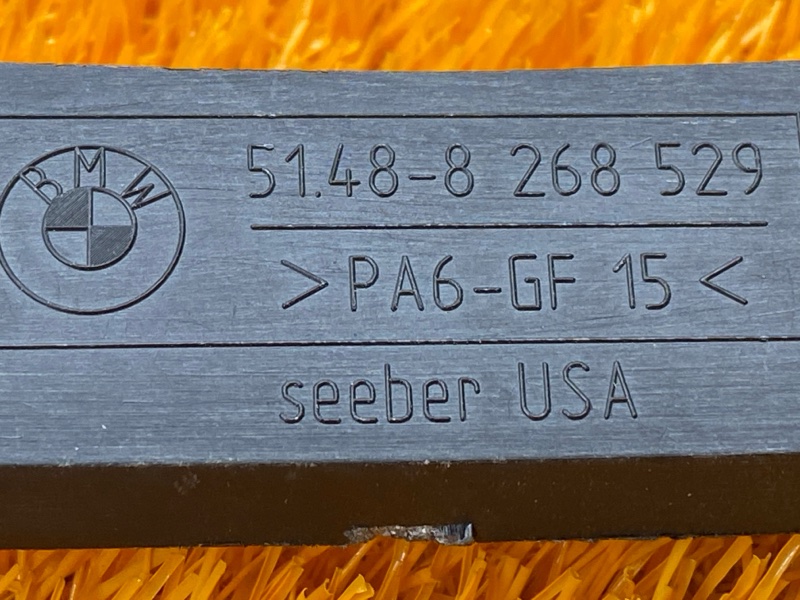 BMW
51.48-8 268 529
>PA6-GF 15<
seeber USA